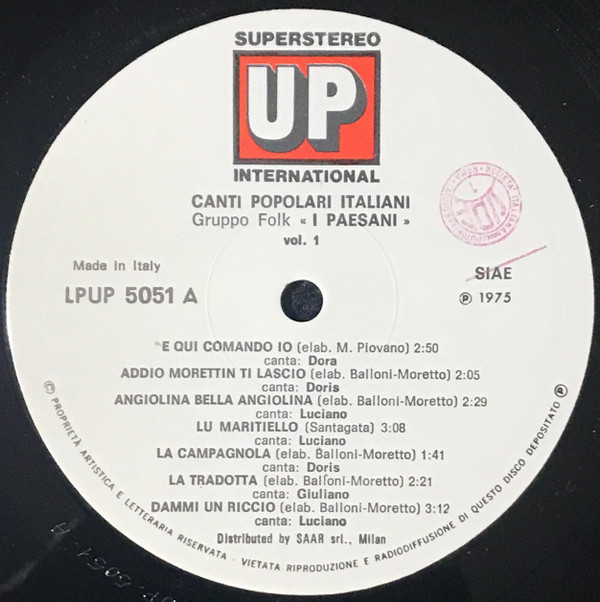 SUPERSTEREO
UP
INTERNATIONAL
CANTI POPOLARI ITALIANI
Gruppo Folk « I PAESANI »
vol. 1
Made in Italy
LPUP 5051 A
SIAE
℗ 1975
E QUI COMANDO IO (elab. M. Piovano) 2:50
canta: Dora
ADDIO MORETTIN TI LASCIO (elab. Balloni-Moretto) 2:05
canta: Doris
ANGIOLINA BELLA ANGIOLINA (elab. Balloni-Moretto) 2:29
canta: Luciano
LU MARITIELLO (Santagata) 3:08
canta: Luciano
LA CAMPAGNOLA (elab. Balloni-Moretto) 1:41
canta: Doris
LA TRADOTTA (elab. Balloni-Moretto) 2:21
canta: Giuliano
DAMMI UN RICCIO (elab. Balloni-Moretto) 3:12
canta: Luciano
Distributed by SAAR srl., Milan
© PROPRIETÀ ARTISTICA E LETTERARIA RISERVATA - VIETATA RIPRODUZIONE E RADIODIFFUSIONE DI QUESTO DISCO DEPOSITATO ℗